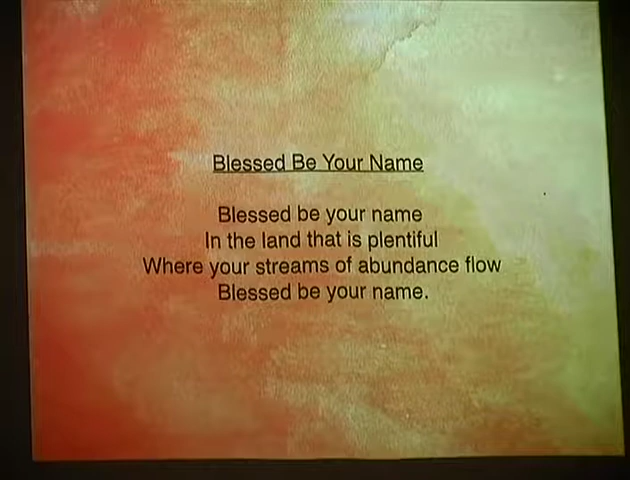 Blessed Be Your Name
Blessed be your name
In the land that is plentiful
Where your streams of abundance flow
Blessed be your name.